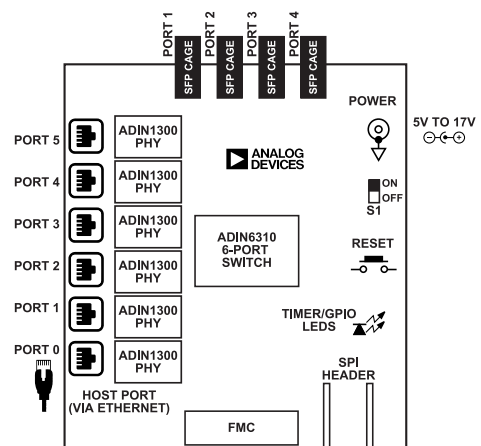 PORT 1
PORT 2
PORT 3
PORT 4
SFP CAGE
SFP CAGE
SFP CAGE
SFP CAGE
POWER
5V TO 17V
PORT 5
ADIN1300
PHY
ANALOG
DEVICES
PORT 4
ADIN1300
PHY
ON
OFF
S1
PORT 3
ADIN1300
PHY
ADIN6310
6-PORT
SWITCH
RESET
PORT 2
ADIN1300
PHY
PORT 1
ADIN1300
PHY
TIMER/GPIO
LEDS
PORT 0
ADIN1300
PHY
SPI
HEADER
HOST PORT
(VIA ETHERNET)
FMC